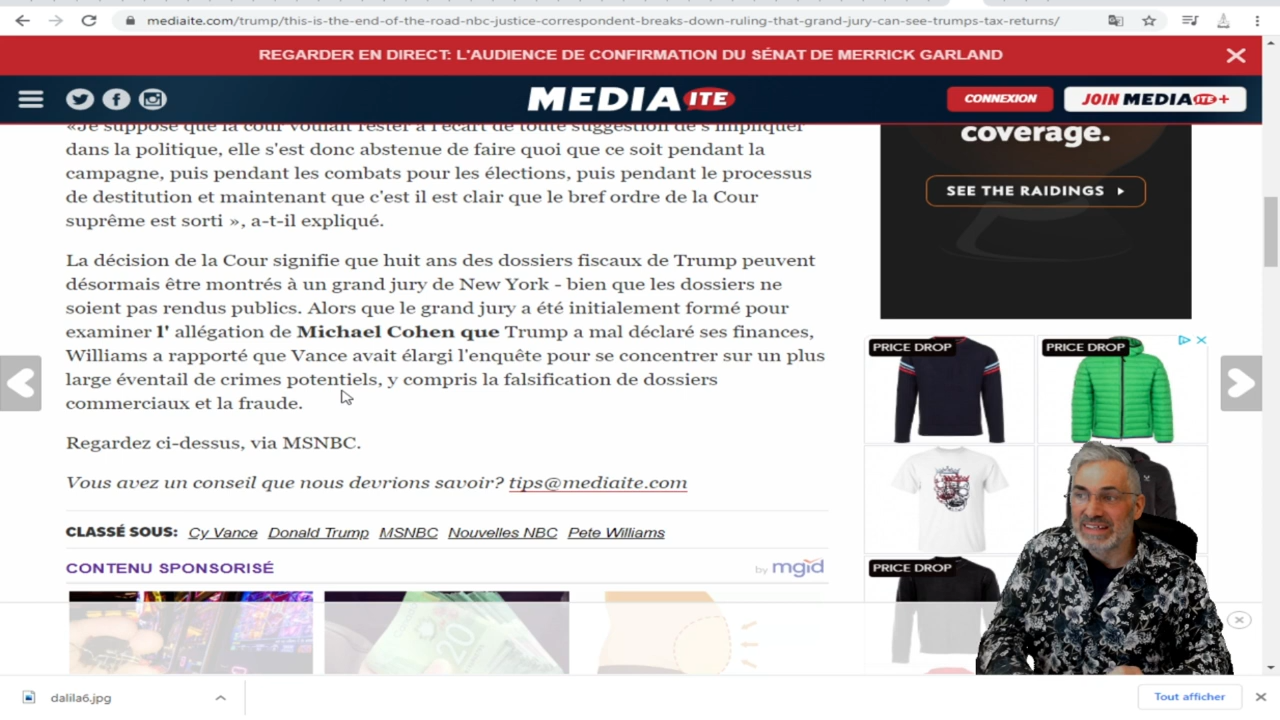 mediaite.com/trump/this-is-the-end-of-the-road-nbc-justice-correspondent-breaks-down-ruling-that-grand-jury-can-see-trumps-tax-returns/
REGARDER EN DIRECT: L'AUDIENCE DE CONFIRMATION DU SÉNAT DE MERRICK GARLAND
MEDIAITE
CONNEXION
JOIN MEDIAITE+
«Je suppose que la cour voulait rester à l'écart de toute suggestion de s'impliquer
dans la politique, elle s'est donc abstenue de faire quoi que ce soit pendant la
campagne, puis pendant les combats pour les élections, puis pendant le processus
de destitution et maintenant que c'est il est clair que le bref ordre de la Cour
suprême est sorti », a-t-il expliqué.
La décision de la Cour signifie que huit ans des dossiers fiscaux de Trump peuvent
désormais être montrés à un grand jury de New York - bien que les dossiers ne
soient pas rendus publics. Alors que le grand jury a été initialement formé pour
examiner l' allégation de Michael Cohen que Trump a mal déclaré ses finances,
Williams a rapporté que Vance avait élargi l'enquête pour se concentrer sur un plus
large éventail de crimes potentiels, y compris la falsification de dossiers
commerciaux et la fraude.
Regardez ci-dessus, via MSNBC.
Vous avez un conseil que nous devrions savoir? tips@mediaite.com
CLASSÉ SOUS: Cy Vance Donald Trump MSNBC Nouvelles NBC Pete Williams
CONTENU SPONSORISÉ
by mgid
coverage.
SEE THE RAIDINGS
PRICE DROP
PRICE DROP
PRICE DROP
20
dalila6.jpg
Tout afficher